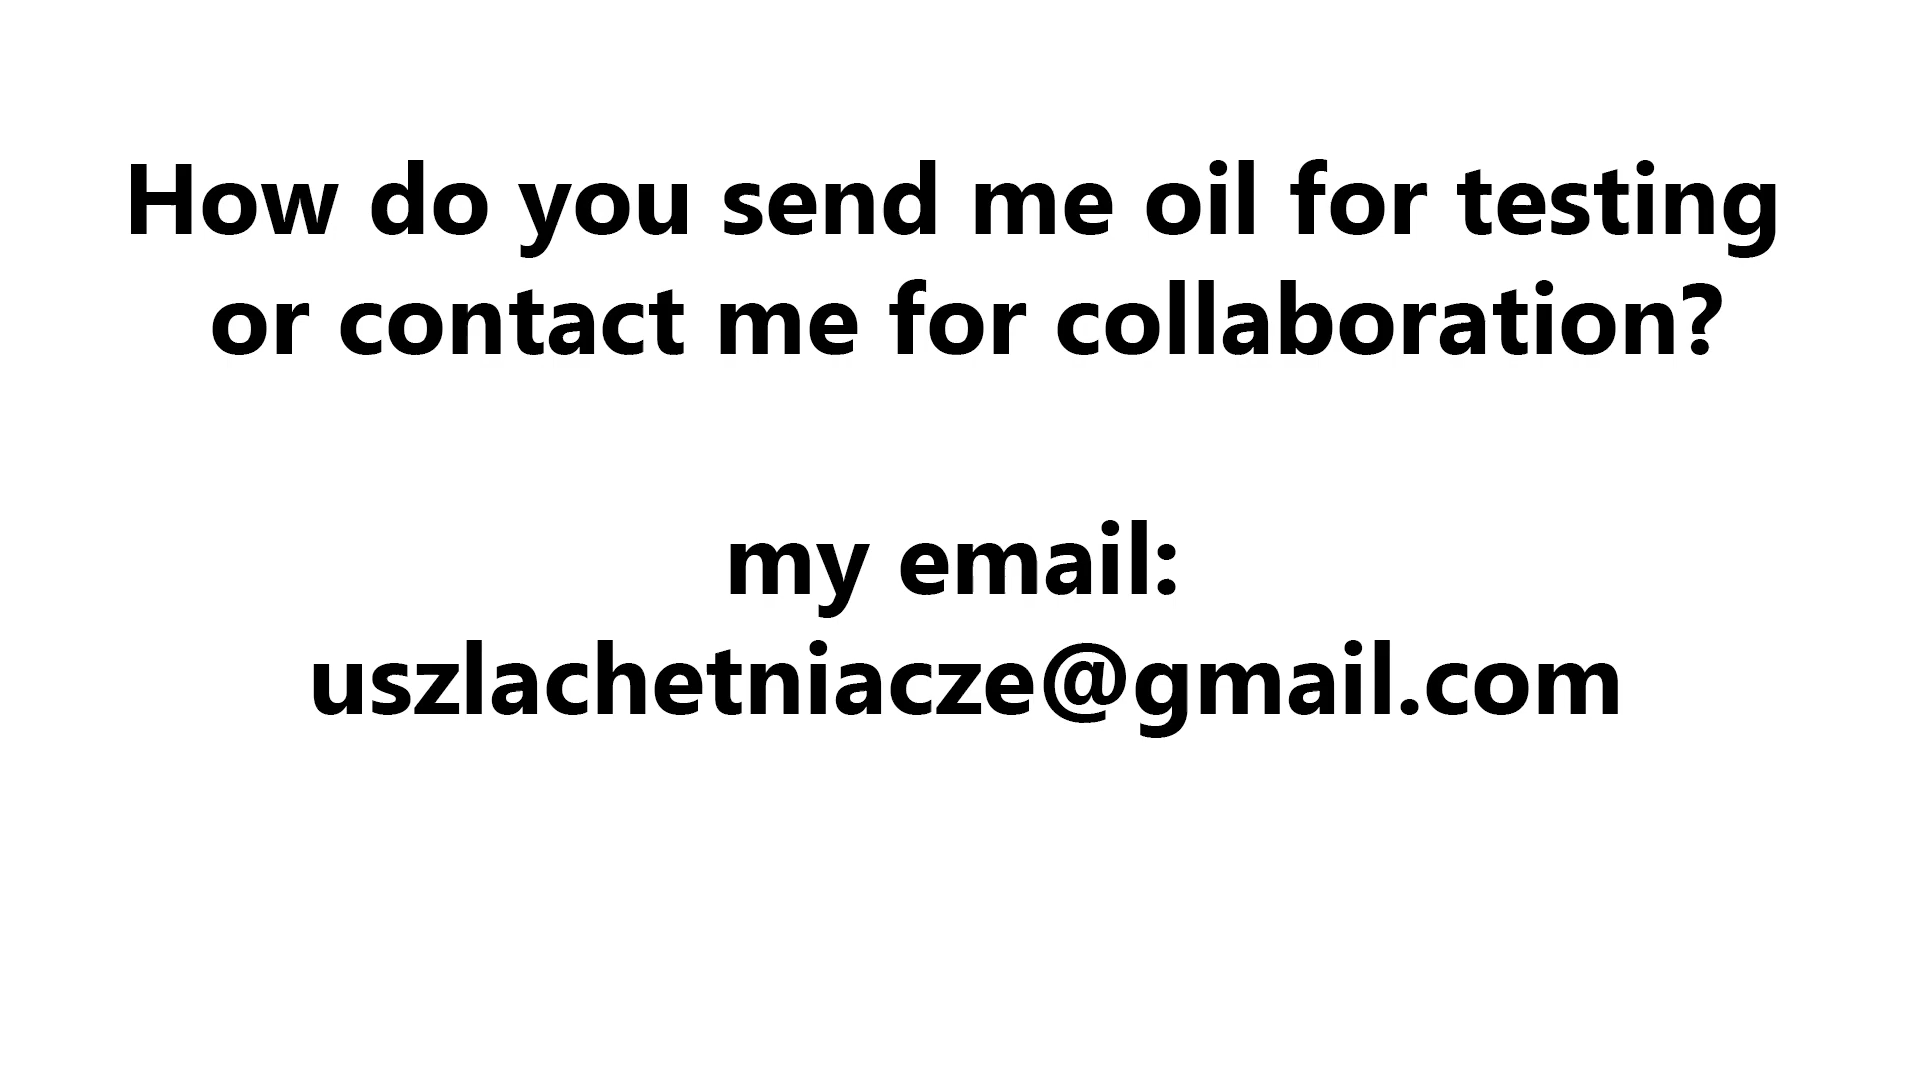 How do you send me oil for testing
or contact me for collaboration?
my email:
uszlachetniacze@gmail.com